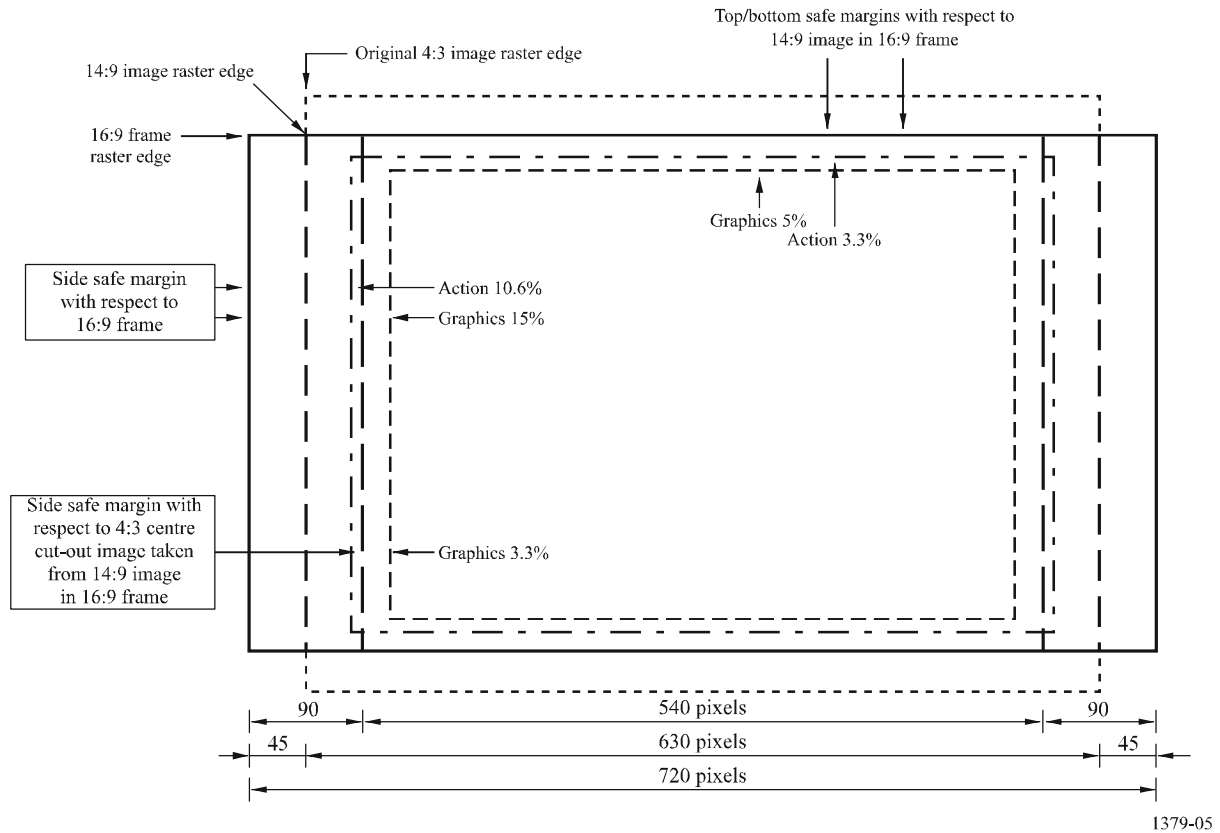 Top/bottom safe margins with respect to
14:9 image in 16:9 frame
Original 4:3 image raster edge
14:9 image raster edge
16:9 frame
raster edge
Graphics 5%
Action 3.3%
Side safe margin
with respect to
16:9 frame
Action 10.6%
Graphics 15%
Side safe margin with
respect to 4:3 centre
cut-out image taken
from 14:9 image
in 16:9 frame
Graphics 3.3%
90
540 pixels
90
45
630 pixels
45
720 pixels
1379-05